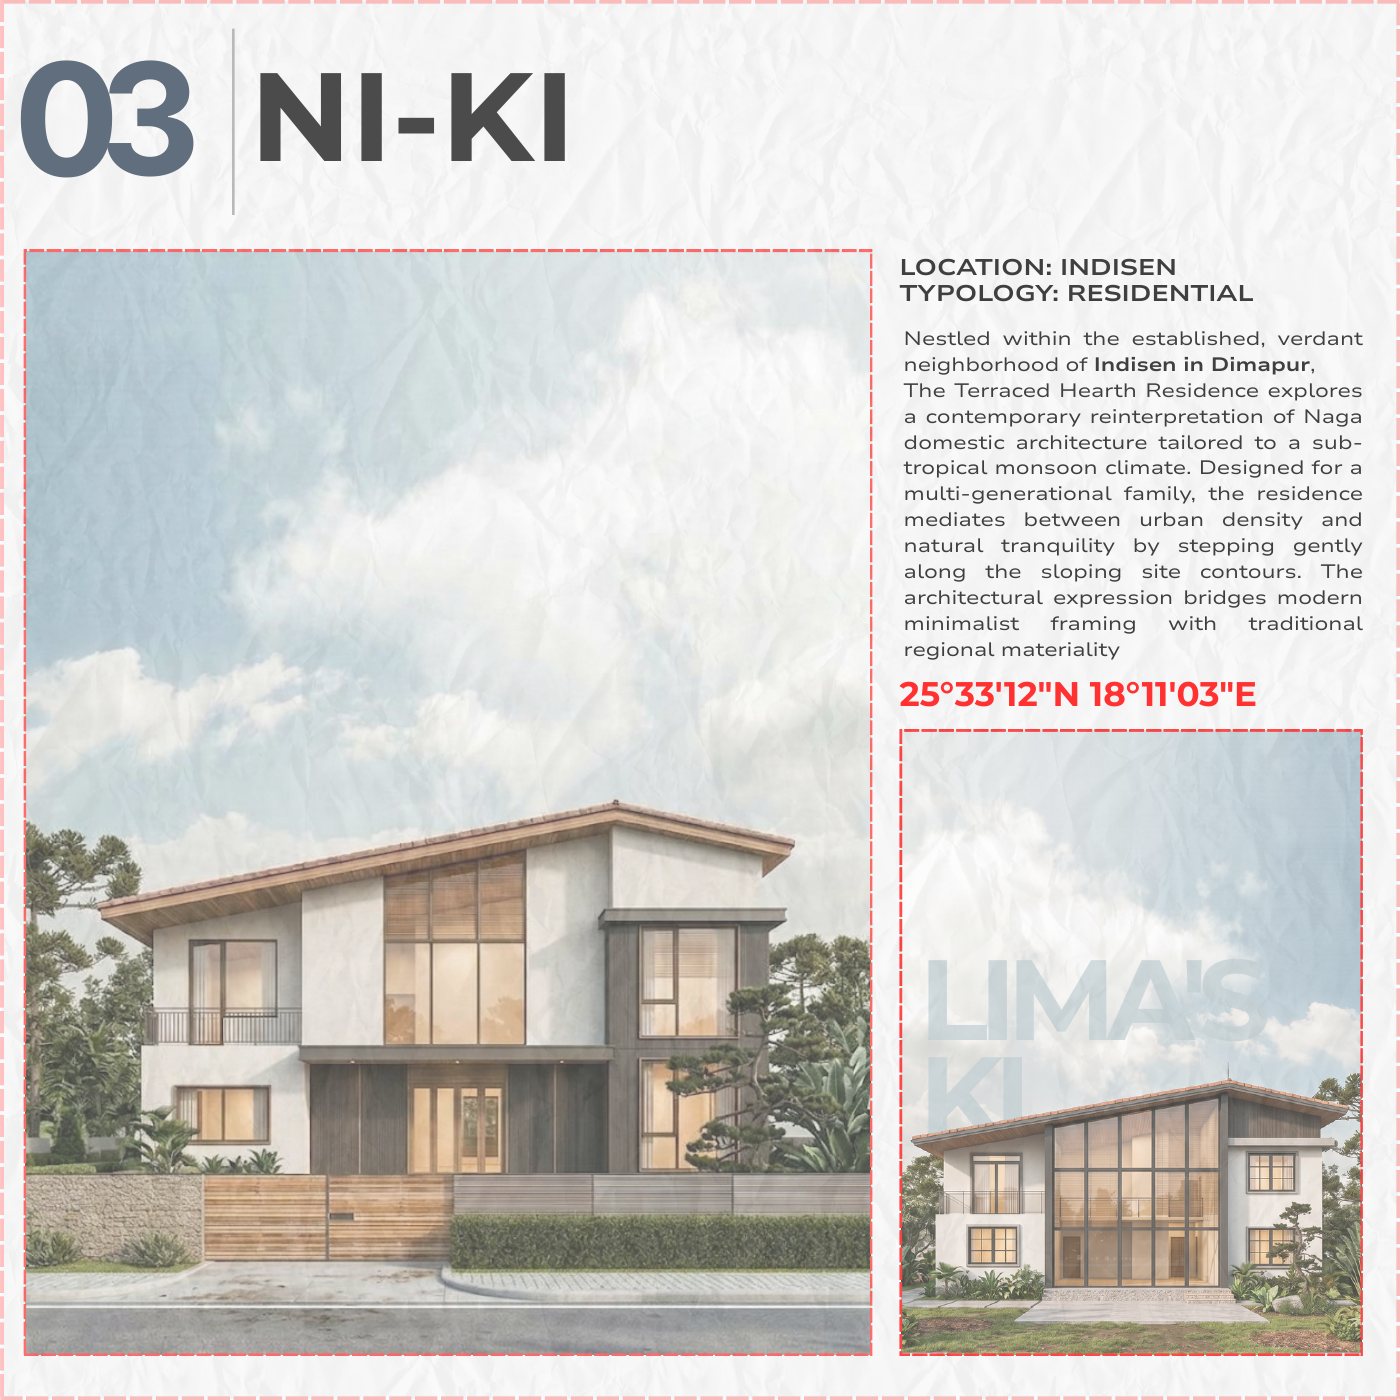 03 NI-KI
LOCATION: INDISEN
TYPOLOGY: RESIDENTIAL
Nestled within the established, verdant
neighborhood of Indisen in Dimapur,
The Terraced Hearth Residence explores
a contemporary reinterpretation of Naga
domestic architecture tailored to a sub-
tropical monsoon climate. Designed for a
multi-generational family, the residence
mediates between urban density and
natural tranquility by stepping gently
along the sloping site contours. The
architectural expression bridges modern
minimalist framing with traditional
regional materiality
25°33'12"N 18°11'03"E
LIMA'S
KI